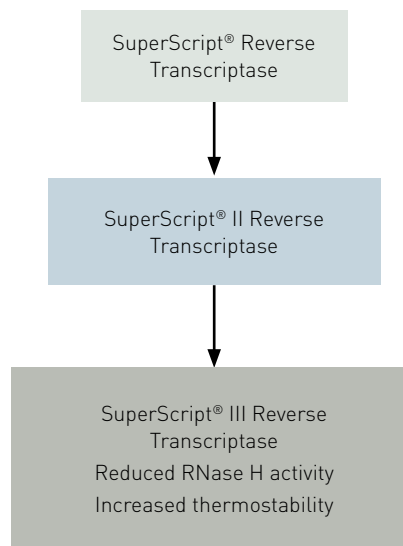 SuperScript® Reverse
Transcriptase
SuperScript® II Reverse
Transcriptase
SuperScript® III Reverse
Transcriptase
Reduced RNase H activity
Increased thermostability